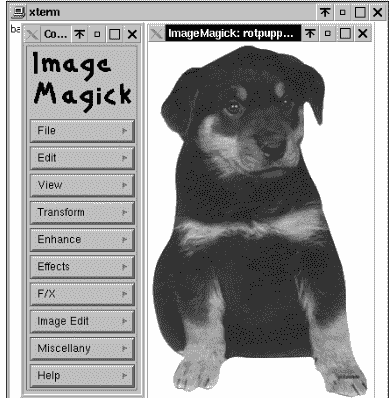 xterm
ba
Co...
ImageMagick: rotpupp...
Image
Magick
File
Edit
View
Transform
Enhance
Effects
F/X
Image Edit
Miscellany
Help